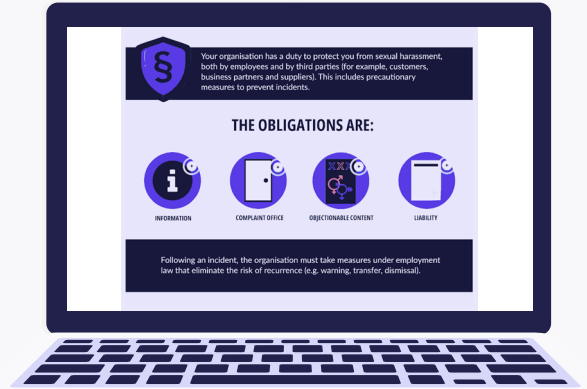 §
Your organisation has a duty to protect you from sexual harassment,
both by employees and by third parties (for example, customers,
business partners and suppliers). This includes precautionary
measures to prevent incidents.
THE OBLIGATIONS ARE:
i
XXX
INFORMATION
COMPLAINT OFFICE
OBJECTIONABLE CONTENT
LIABILITY
Following an incident, the organisation must take measures under employment
law that eliminate the risk of recurrence (e.g. warning, transfer, dismissal).